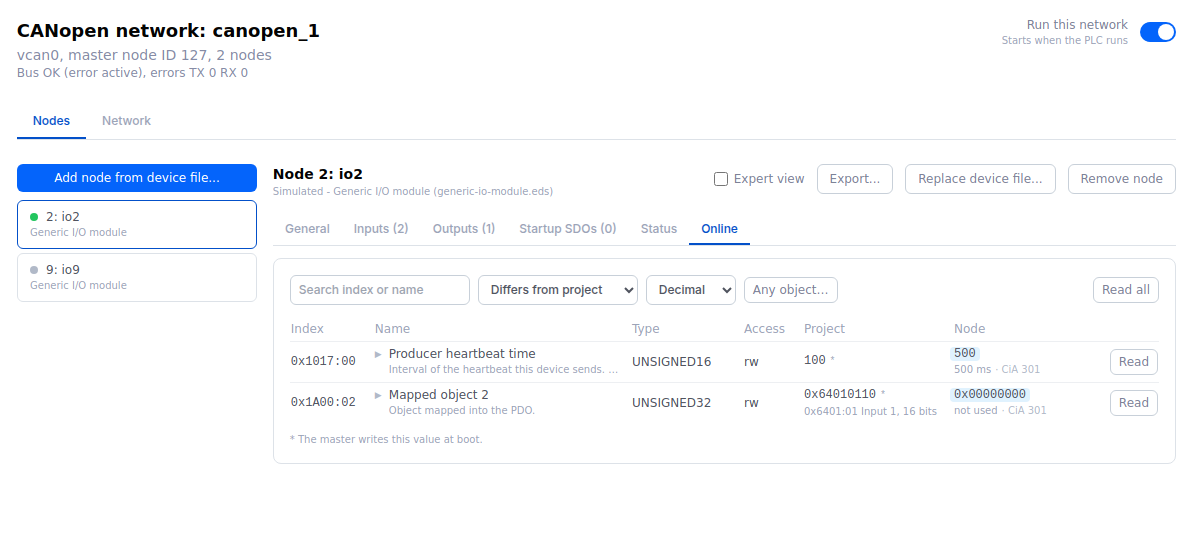 CANopen network: canopen_1
vcan0, master node ID 127, 2 nodes
Bus OK (error active), errors TX 0 RX 0
Run this network
Starts when the PLC runs
Nodes
Network
Add node from device file...
2: io2
Generic I/O module
9: io9
Generic I/O module
Node 2: io2
Simulated - Generic I/O module (generic-io-module.eds)
Expert view
Export...
Replace device file...
Remove node
General
Inputs (2)
Outputs (1)
Startup SDOs (0)
Status
Online
Search index or name
Differs from project
Decimal
Any object...
Read all
Index
Name
Type
Access
Project
Node
0x1017:00
Producer heartbeat time
Interval of the heartbeat this device sends. ...
UNSIGNED16
rw
100 *
500
500 ms · CiA 301
Read
0x1A00:02
Mapped object 2
Object mapped into the PDO.
UNSIGNED32
rw
0x64010110 *
0x6401:01 Input 1, 16 bits
0x00000000
not used · CiA 301
Read
* The master writes this value at boot.